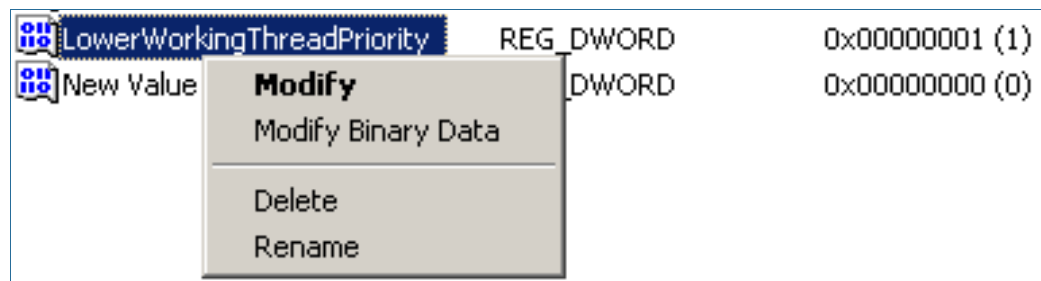 LowerWorkingThreadPriority REG_DWORD 0x00000001 (1)
New Value _DWORD 0x00000000 (0)
Modify
Modify Binary Data
Delete
Rename